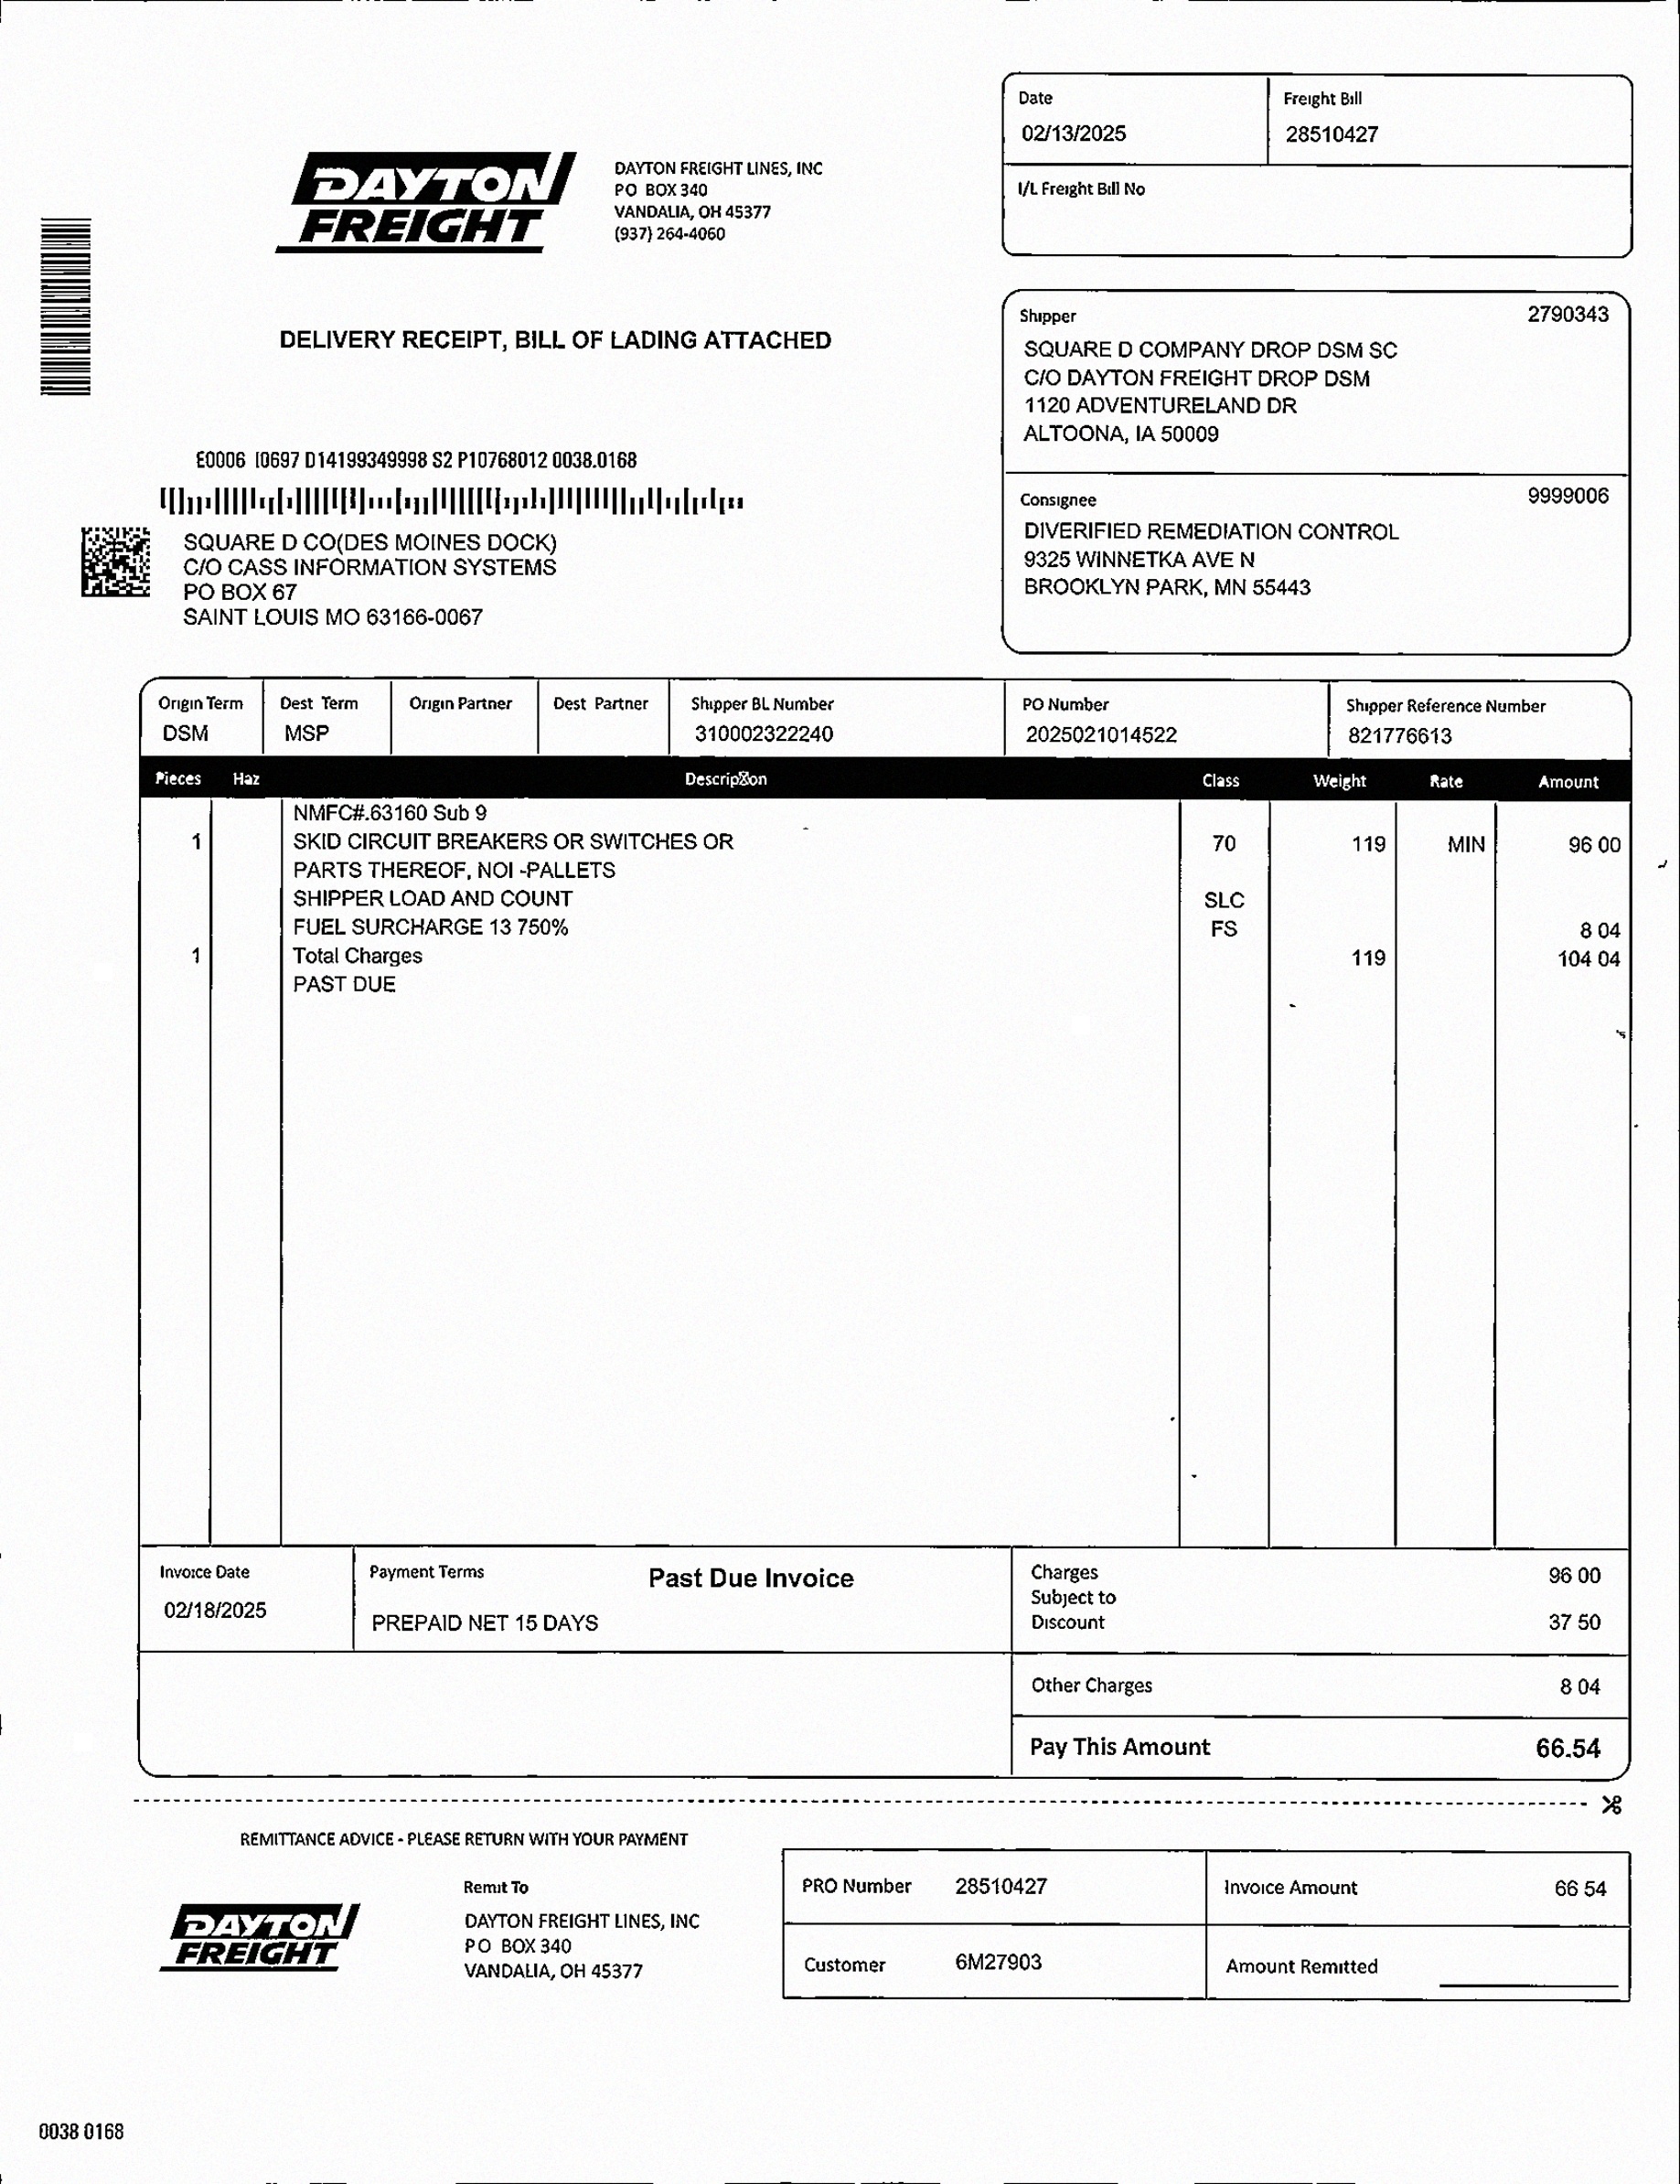 Date
02/13/2025
Freight Bill
28510427
I/L Freight Bill No
DAYTON
FREIGHT
DAYTON FREIGHT LINES, INC
PO BOX 340
VANDALIA, OH 45377
(937) 264-4060
DELIVERY RECEIPT, BILL OF LADING ATTACHED
Shipper 2790343
SQUARE D COMPANY DROP DSM SC
C/O DAYTON FREIGHT DROP DSM
1120 ADVENTURELAND DR
ALTOONA, IA 50009
Consignee 9999006
DIVERIFIED REMEDIATION CONTROL
9325 WINNETKA AVE N
BROOKLYN PARK, MN 55443
E0006 I0697 D14199349998 S2 P10768012 0038.0168
SQUARE D CO(DES MOINES DOCK)
C/O CASS INFORMATION SYSTEMS
PO BOX 67
SAINT LOUIS MO 63166-0067
Origin Term Dest Term Origin Partner Dest Partner Shipper BL Number PO Number Shipper Reference Number
DSM MSP 310002322240 2025021014522 821776613
Pieces Haz Descrip on Class Weight Rate Amount
NMFC#.63160 Sub 9
1 SKID CIRCUIT BREAKERS OR SWITCHES OR 70 119 MIN 96 00
PARTS THEREOF, NOI -PALLETS
SHIPPER LOAD AND COUNT SLC
FUEL SURCHARGE 13 750% FS 8 04
1 Total Charges 119 104 04
PAST DUE
Invoice Date
02/18/2025
Payment Terms
PREPAID NET 15 DAYS
Past Due Invoice
Charges 96 00
Subject to
Discount 37 50
Other Charges 8 04
Pay This Amount 66.54
REMITTANCE ADVICE - PLEASE RETURN WITH YOUR PAYMENT
DAYTON
FREIGHT
Remit To
DAYTON FREIGHT LINES, INC
PO BOX 340
VANDALIA, OH 45377
PRO Number 28510427 Invoice Amount 66 54
Customer 6M27903 Amount Remitted
0038 0168